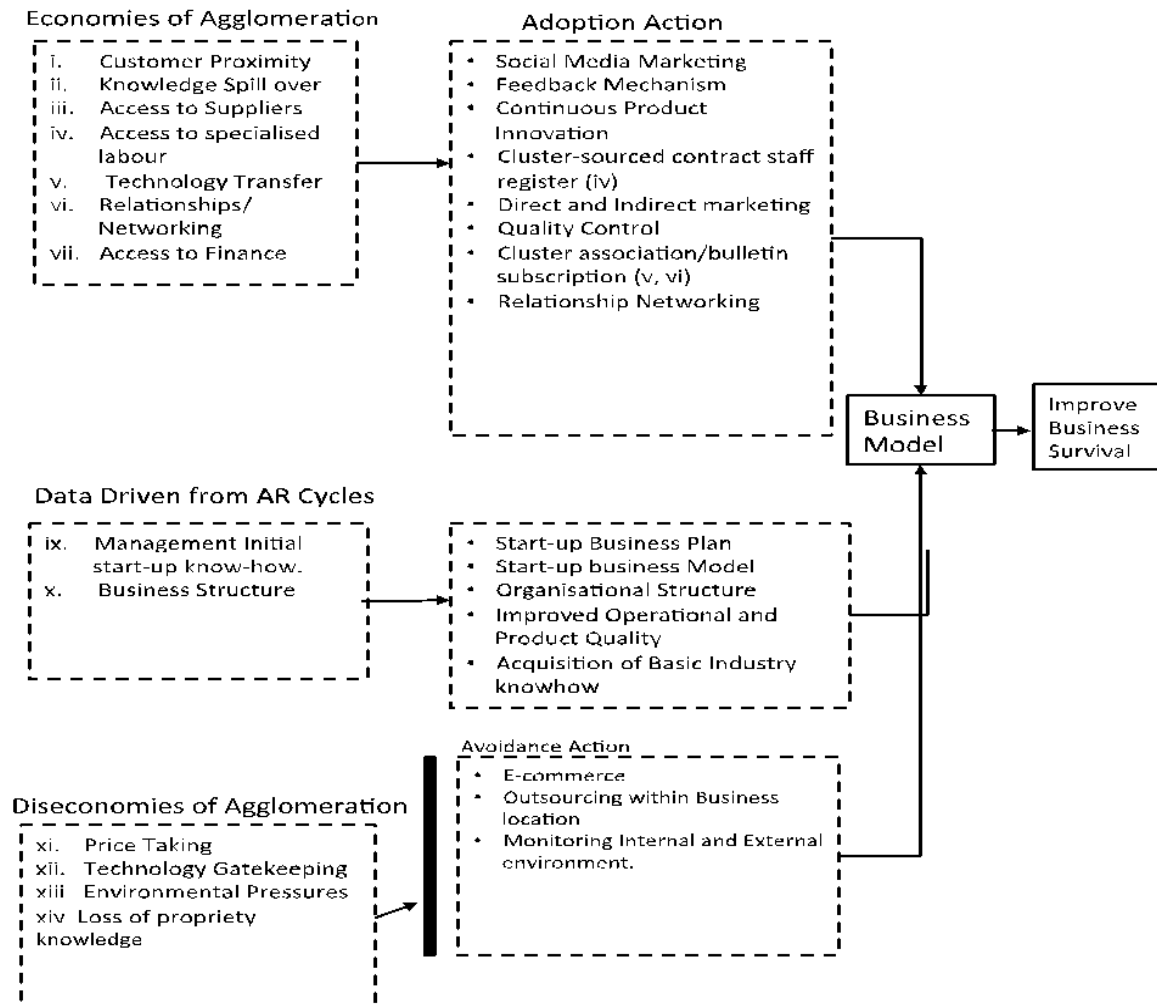 Economies of Agglomeration
i. Customer Proximity
ii. Knowledge Spill over
iii. Access to Suppliers
iv. Access to specialised
labour
v. Technology Transfer
vi. Relationships/
Networking
vii. Access to Finance
Adoption Action
• Social Media Marketing
• Feedback Mechanism
• Continuous Product
Innovation
• Cluster-sourced contract staff
register (iv)
• Direct and Indirect marketing
• Quality Control
• Cluster association/bulletin
subscription (v, vi)
• Relationship Networking
Business
Model
Improve
Business
Survival
Data Driven from AR Cycles
ix. Management Initial
start-up know-how.
x. Business Structure
• Start-up Business Plan
• Start-up business Model
• Organisational Structure
• Improved Operational and
Product Quality
• Acquisition of Basic Industry
knowhow
Diseconomies of Agglomeration
xi. Price Taking
xii. Technology Gatekeeping
xiii Environmental Pressures
xiv Loss of propriety
knowledge
Avoidance Action
• E-commerce
• Outsourcing within Business
location
• Monitoring Internal and External
environment.